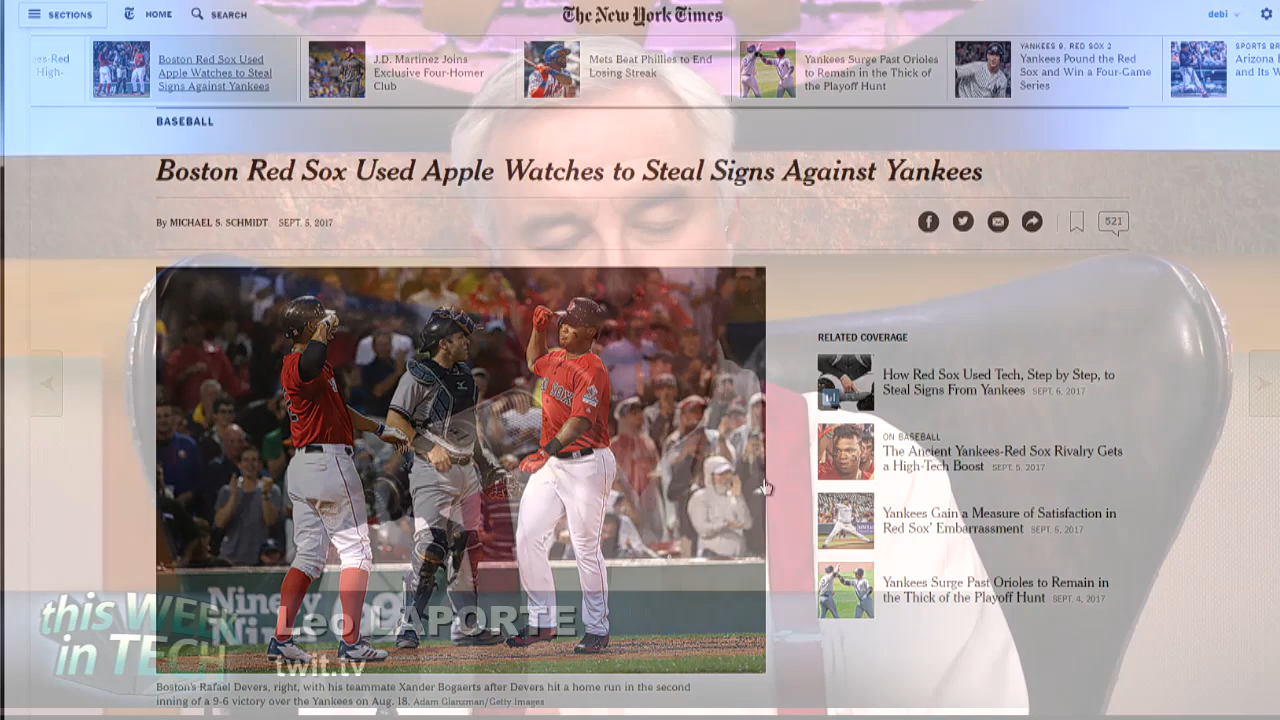 SECTIONS
HOME
SEARCH
The New York Times
debi
es-Red
High-
Boston Red Sox Used
Apple Watches to Steal
Signs Against Yankees
J.D. Martinez Joins
Exclusive Four-Homer
Club
Mets Beat Phillies to End
Losing Streak
Yankees Surge Past Orioles
to Remain in the Thick of
the Playoff Hunt
YANKEES 9, RED SOX 2
Yankees Pound the Red
Sox and Win a Four-Game
Series
SPORTS BR
Arizona
and Its W
BASEBALL
Boston Red Sox Used Apple Watches to Steal Signs Against Yankees
By MICHAEL S. SCHMIDT SEPT. 5, 2017
521
RELATED COVERAGE
How Red Sox Used Tech, Step by Step, to
Steal Signs From Yankees SEPT. 6, 2017
ON BASEBALL
The Ancient Yankees-Red Sox Rivalry Gets
a High-Tech Boost SEPT. 5, 2017
Yankees Gain a Measure of Satisfaction in
Red Sox' Embarrassment SEPT. 5, 2017
Yankees Surge Past Orioles to Remain in
the Thick of the Playoff Hunt SEPT. 4, 2017
SOX
this WEEK
in TECH
Ninety
Leo LAPORTE
twit.tv
Boston's Rafael Devers, right, with his teammate Xander Bogaerts after Devers hit a home run in the second
inning of a 9-6 victory over the Yankees on Aug. 18. Adam Glanzman/Getty Images